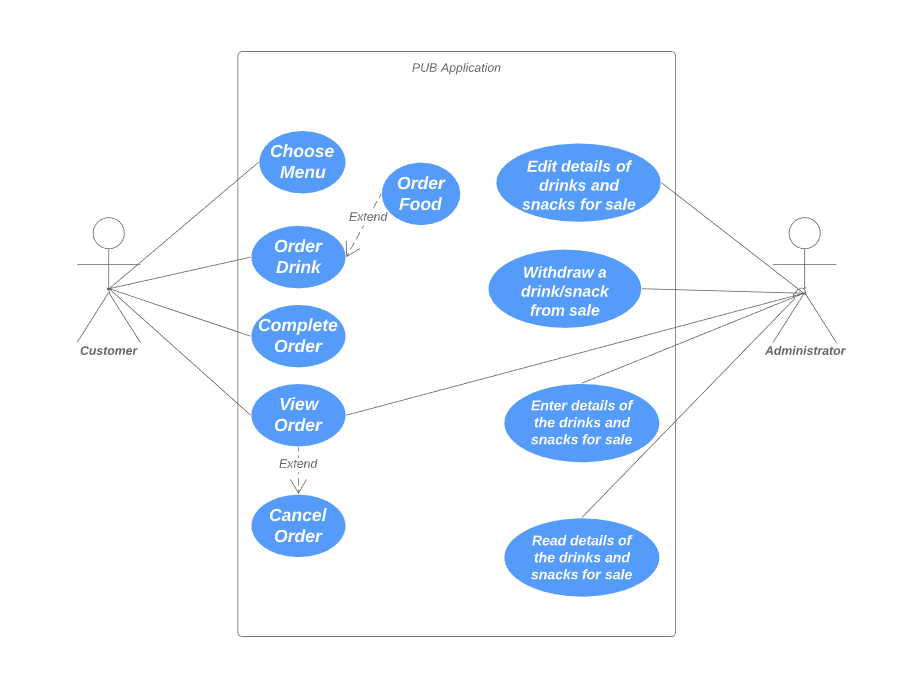 PUB Application
Choose
Menu
Order
Food
Extend
Order
Drink
Complete
Order
View
Order
Extend
Cancel
Order
Edit details of
drinks and
snacks for sale
Withdraw a
drink/snack
from sale
Enter details of
the drinks and
snacks for sale
Read details of
the drinks and
snacks for sale
Customer
Administrator